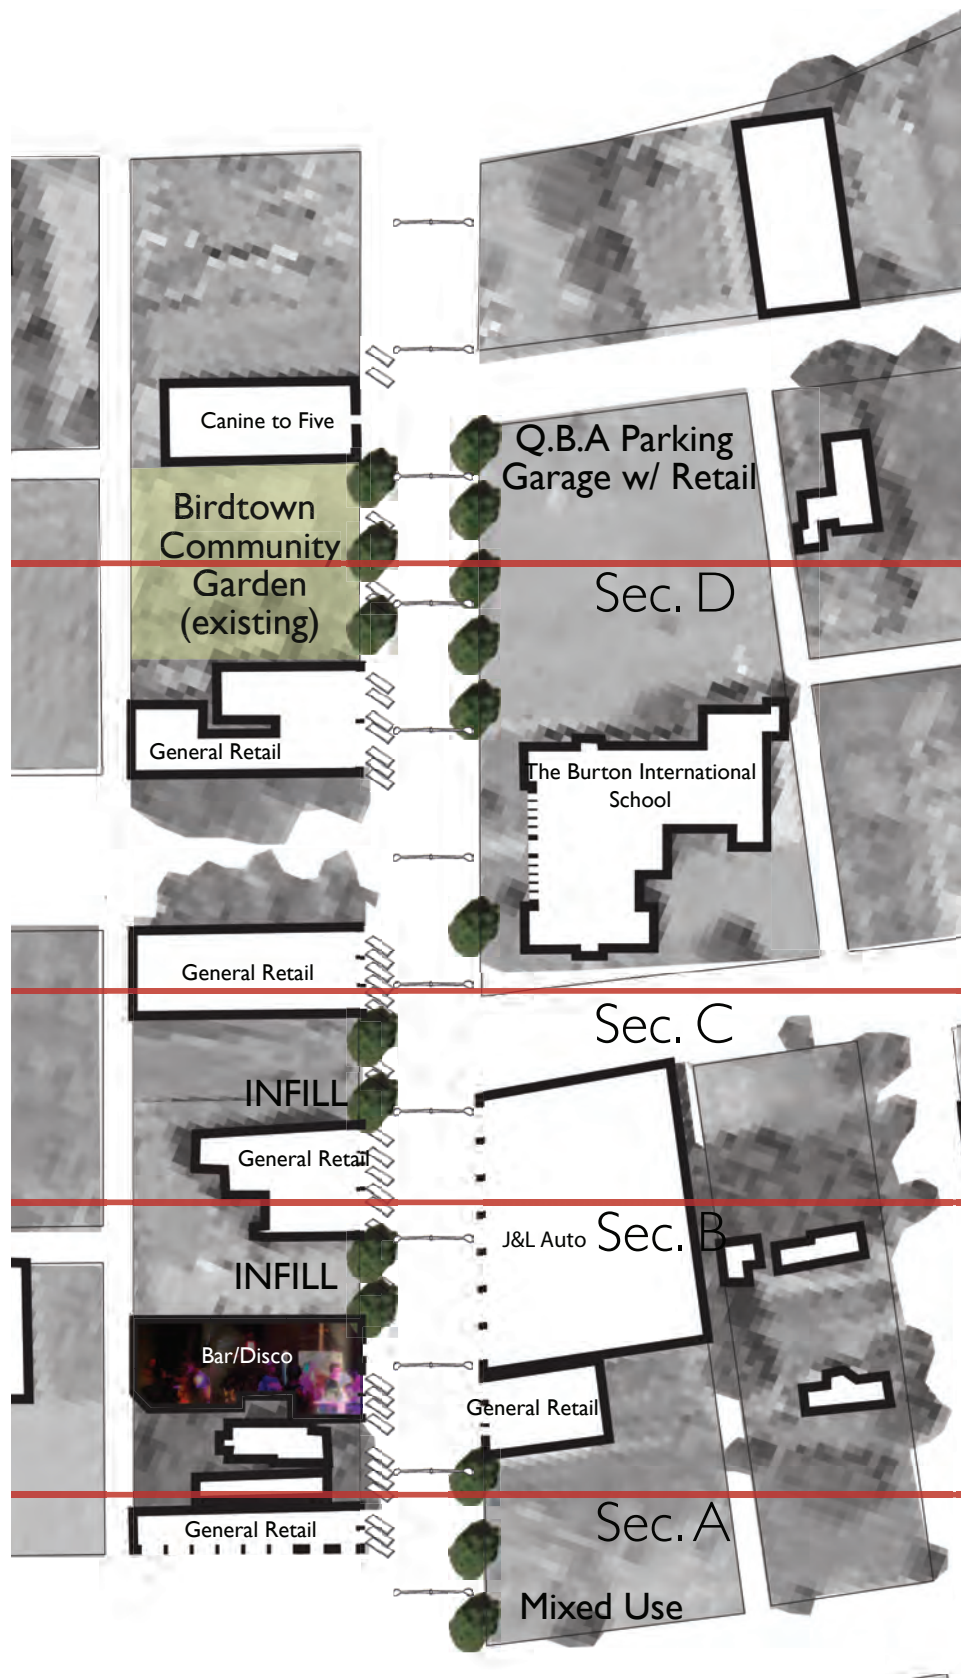 Canine to Five
Q.B.A Parking
Garage w/ Retail
Birdtown
Community
Garden
(existing)
Sec. D
General Retail
The Burton International
School
General Retail
Sec. C
INFILL
General Retail
J&L Auto
Sec. B
INFILL
Bar/Disco
General Retail
General Retail
Sec. A
Mixed Use